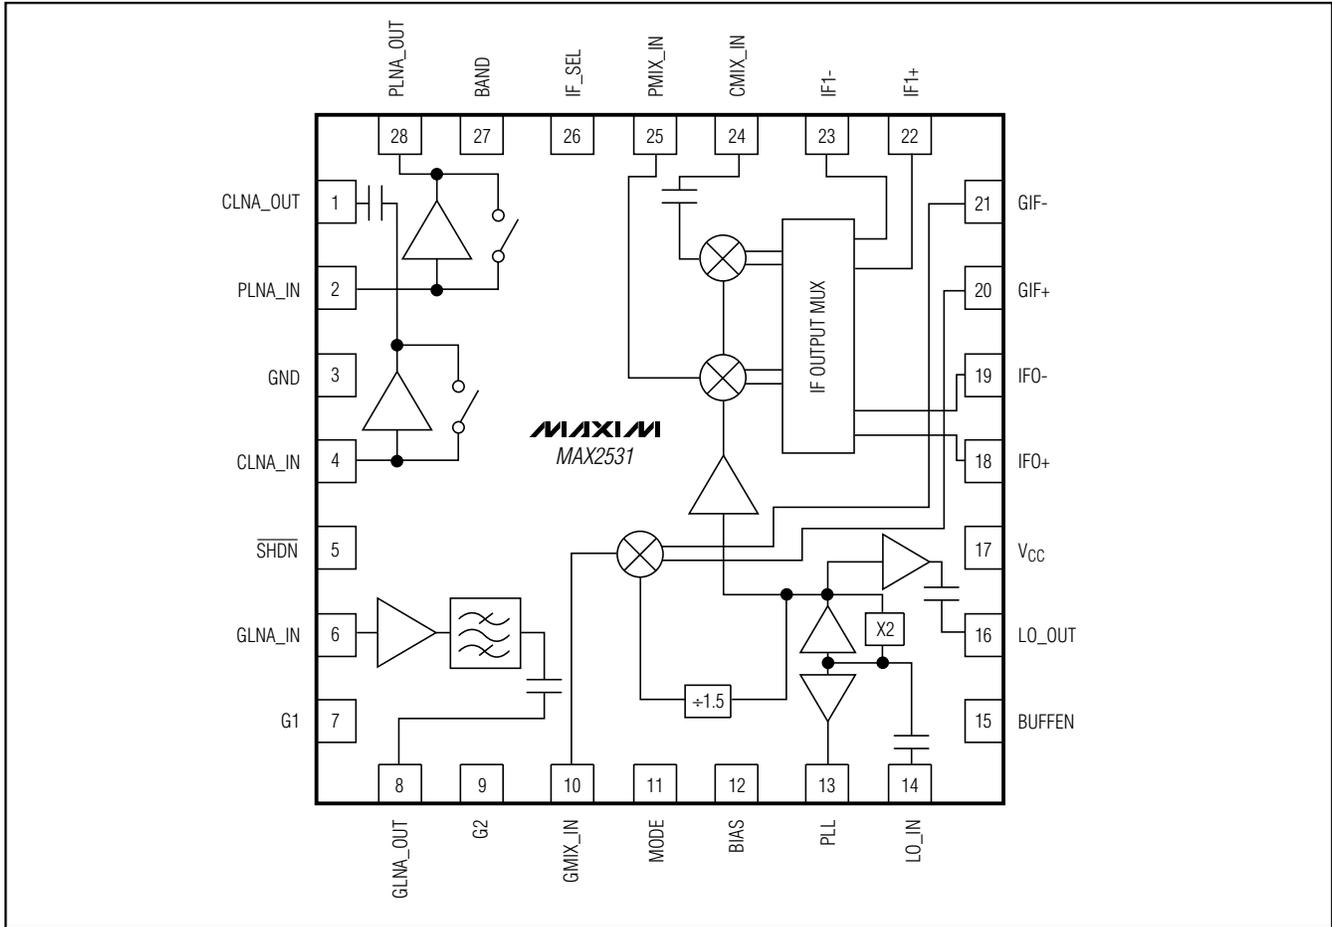 PLNA_OUT
BAND
IF_SEL
PMIX_IN
CMIX_IN
IF1-
IF1+
28
27
26
25
24
23
22
CLNA_OUT 1
PLNA_IN 2
GND 3
CLNA_IN 4
SHDN 5
GLNA_IN 6
G1 7
21 GIF-
20 GIF+
19 IFO-
18 IFO+
17 VCC
16 LO_OUT
15 BUFFEN
IF OUTPUT MUX
MAXIM
MAX2531
X2
÷1.5
8
9
10
11
12
13
14
GLNA_OUT
G2
GMIX_IN
MODE
BIAS
PLL
LO_IN